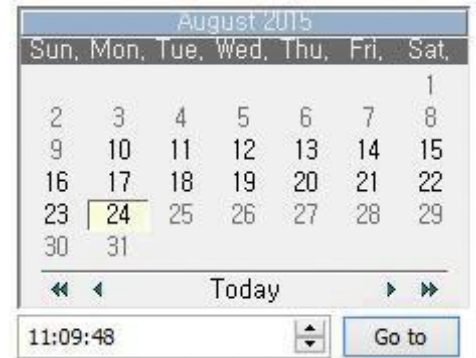 August 2015
Sun, Mon, Tue, Wed, Thu, Fri, Sat,
1
2 3 4 5 6 7 8
9 10 11 12 13 14 15
16 17 18 19 20 21 22
23 24 25 26 27 28 29
30 31
Today
11:09:48 Go to